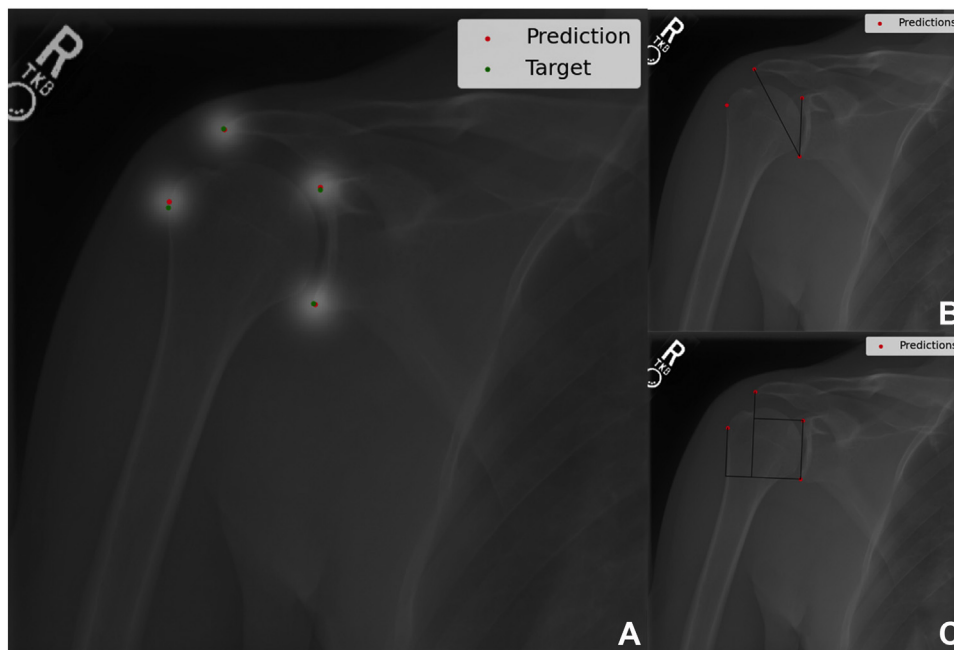 R
TKB
Prediction
Target
A
R
TKB
Predictions
B
R
TKB
Predictions
C